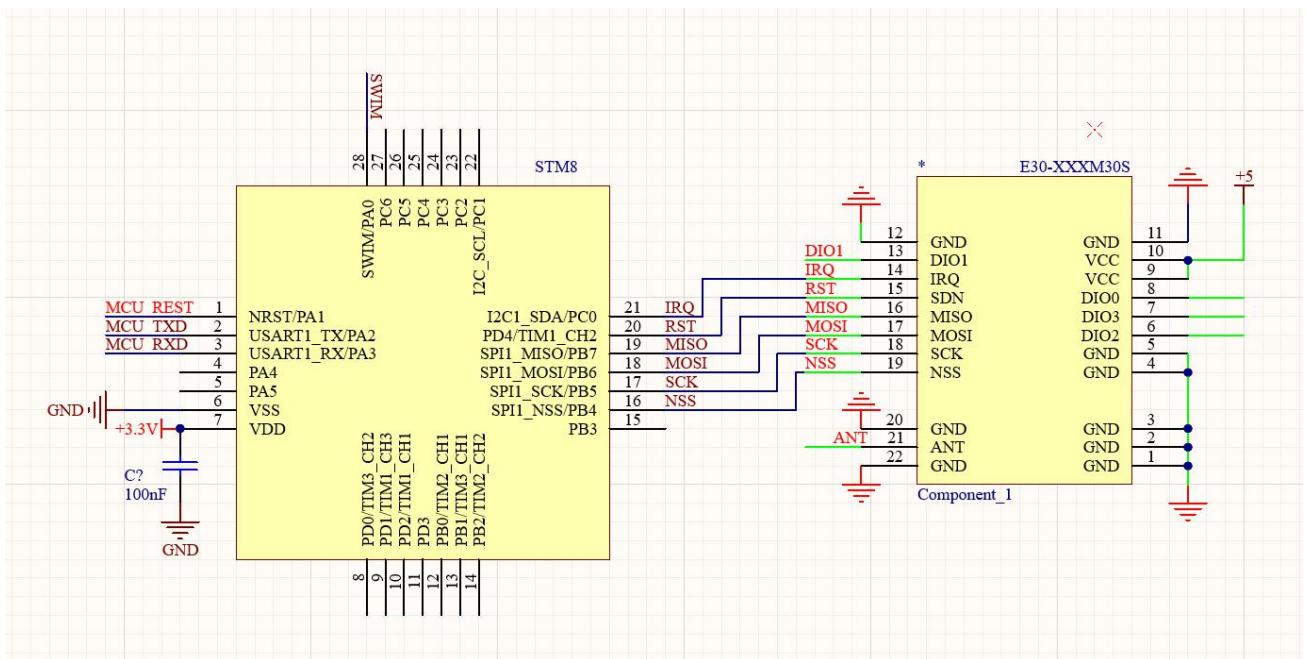 SWIM
28
27
26
25
24
23
22
STM8
SWIM/PA0
PC6
PC5
PC4
PC3
PC2
I2C_SCL/PC1
MCU_REST 1 NRST/PA1
MCU_TXD 2 USART1_TX/PA2
MCU_RXD 3 USART1_RX/PA3
4 PA4
5 PA5
GND 6 VSS
+3.3V 7 VDD
C?
100nF
GND
I2C1_SDA/PC0 21 IRQ
PD4/TIM1_CH2 20 RST
SPI1_MISO/PB7 19 MISO
SPI1_MOSI/PB6 18 MOSI
SPI1_SCK/PB5 17 SCK
SPI1_NSS/PB4 16 NSS
PB3 15
PD0/TIM3_CH2
PD1/TIM1_CH3
PD2/TIM1_CH1
PD3
PB0/TIM2_CH1
PB1/TIM3_CH1
PB2/TIM2_CH2
8
9
10
11
12
13
14
* E30-XXXM30S
+5
12 GND GND 11
DIO1 13 DIO1 VCC 10
IRQ 14 IRQ VCC 9
RST 15 SDN DIO0 8
MISO 16 MISO DIO3 7
MOSI 17 MOSI DIO2 6
SCK 18 SCK GND 5
NSS 19 NSS GND 4
20 GND GND 3
ANT 21 ANT GND 2
22 GND GND 1
Component_1